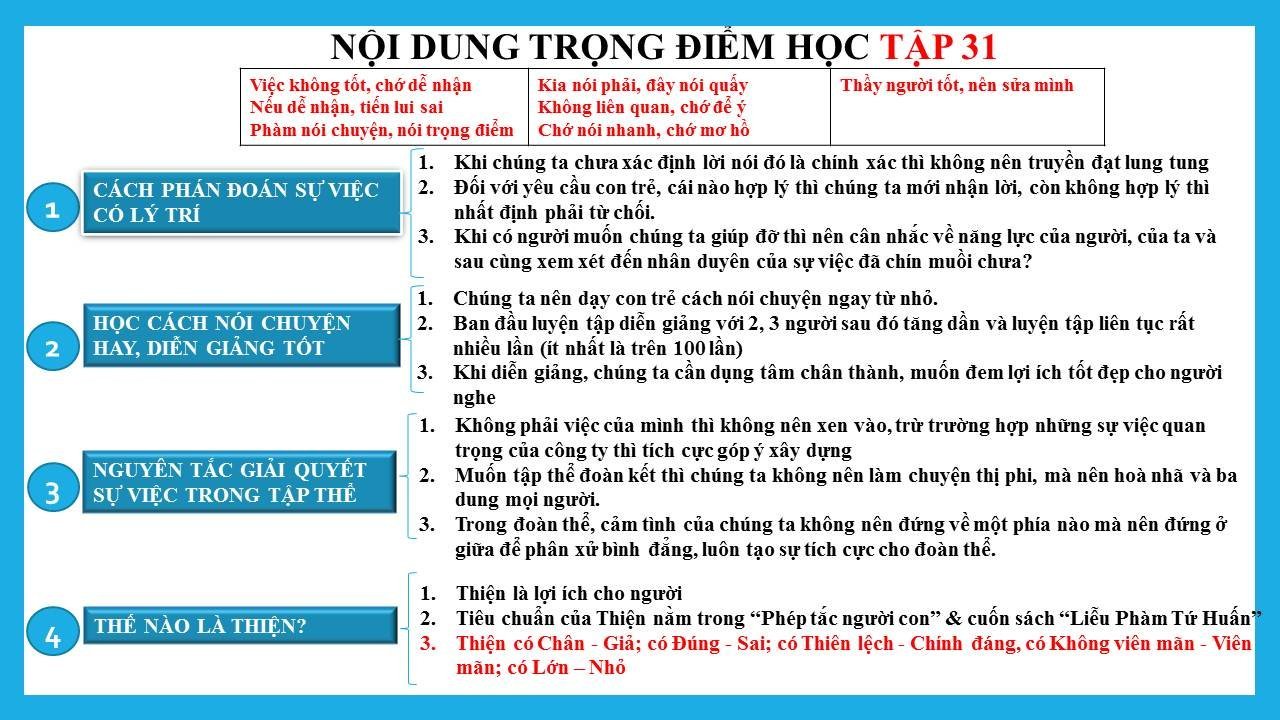 NỘI DUNG TRỌNG ĐIỂM HỌC TẬP 31
Việc không tốt, chớ dễ nhận
Nếu dễ nhận, tiến lui sai
Phàm nói chuyện, nói trọng điểm
Kia nói phải, đây nói quấy
Không liên quan, chớ để ý
Chớ nói nhanh, chớ mơ hồ
Thầy người tốt, nên sửa mình
1
CÁCH PHÁN ĐOÁN SỰ VIỆC
CÓ LÝ TRÍ
1. Khi chúng ta chưa xác định lời nói đó là chính xác thì không nên truyền đạt lung tung
2. Đối với yêu cầu con trẻ, cái nào hợp lý thì chúng ta mới nhận lời, còn không hợp lý thì
nhất định phải từ chối.
3. Khi có người muốn chúng ta giúp đỡ thì nên cân nhắc về năng lực của người, của ta và
sau cùng xem xét đến nhân duyên của sự việc đã chín muồi chưa?
2
HỌC CÁCH NÓI CHUYỆN
HAY, DIỄN GIẢNG TỐT
1. Chúng ta nên dạy con trẻ cách nói chuyện ngay từ nhỏ.
2. Ban đầu luyện tập diễn giảng với 2, 3 người sau đó tăng dần và luyện tập liên tục rất
nhiều lần (ít nhất là trên 100 lần)
3. Khi diễn giảng, chúng ta cần dụng tâm chân thành, muốn đem lợi ích tốt đẹp cho người
nghe
3
NGUYÊN TẮC GIẢI QUYẾT
SỰ VIỆC TRONG TẬP THỂ
1. Không phải việc của mình thì không nên xen vào, trừ trường hợp những sự việc quan
trọng của công ty thì tích cực góp ý xây dựng
2. Muốn tập thể đoàn kết thì chúng ta không nên làm chuyện thị phi, mà nên hoà nhã và ba
dung mọi người.
3. Trong đoàn thể, cảm tình của chúng ta không nên đứng về một phía nào mà nên đứng ở
giữa để phân xử bình đẳng, luôn tạo sự tích cực cho đoàn thể.
4
THẾ NÀO LÀ THIỆN?
1. Thiện là lợi ích cho người
2. Tiêu chuẩn của Thiện nằm trong “Phép tắc người con” & cuốn sách “Liễu Phàm Tứ Huấn”
3. Thiện có Chân - Giả; có Đúng - Sai; có Thiên lệch - Chính đáng, có Không viên mãn - Viên
mãn; có Lớn – Nhỏ